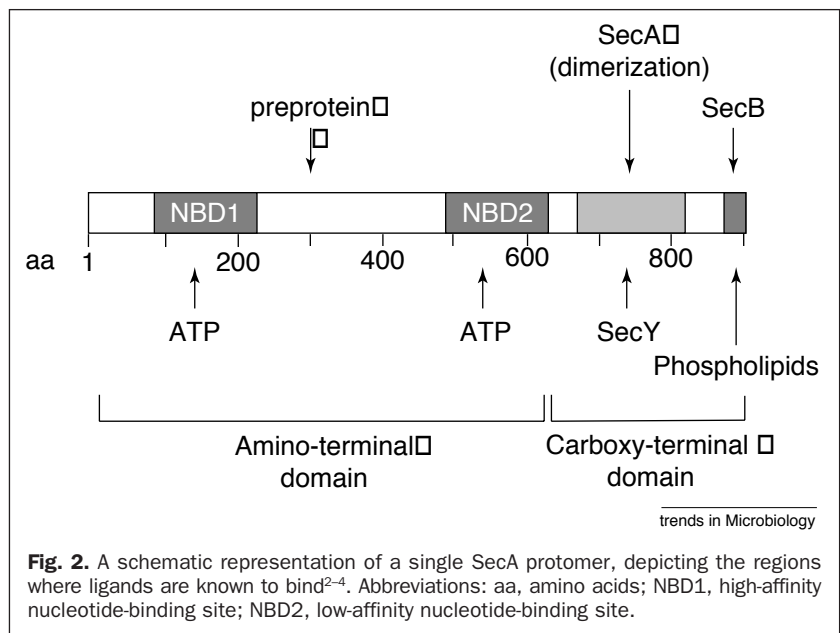 SecA
(dimerization)
preprotein
SecB
NBD1
NBD2
aa
1
200
400
600
800
ATP
ATP
SecY
Phospholipids
Amino-terminal
domain
Carboxy-terminal
domain
trends in Microbiology
Fig. 2. A schematic representation of a single SecA protomer, depicting the regions
where ligands are known to bind²⁻⁴. Abbreviations: aa, amino acids; NBD1, high-affinity
nucleotide-binding site; NBD2, low-affinity nucleotide-binding site.